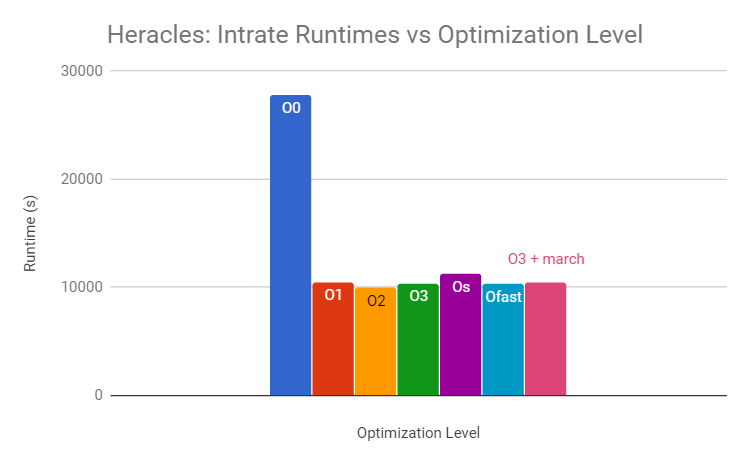 Heracles: Intrate Runtimes vs Optimization Level
30000
20000
10000
0
Runtime (s)
O0
O1
O2
O3
Os
Ofast
O3 + march
Optimization Level